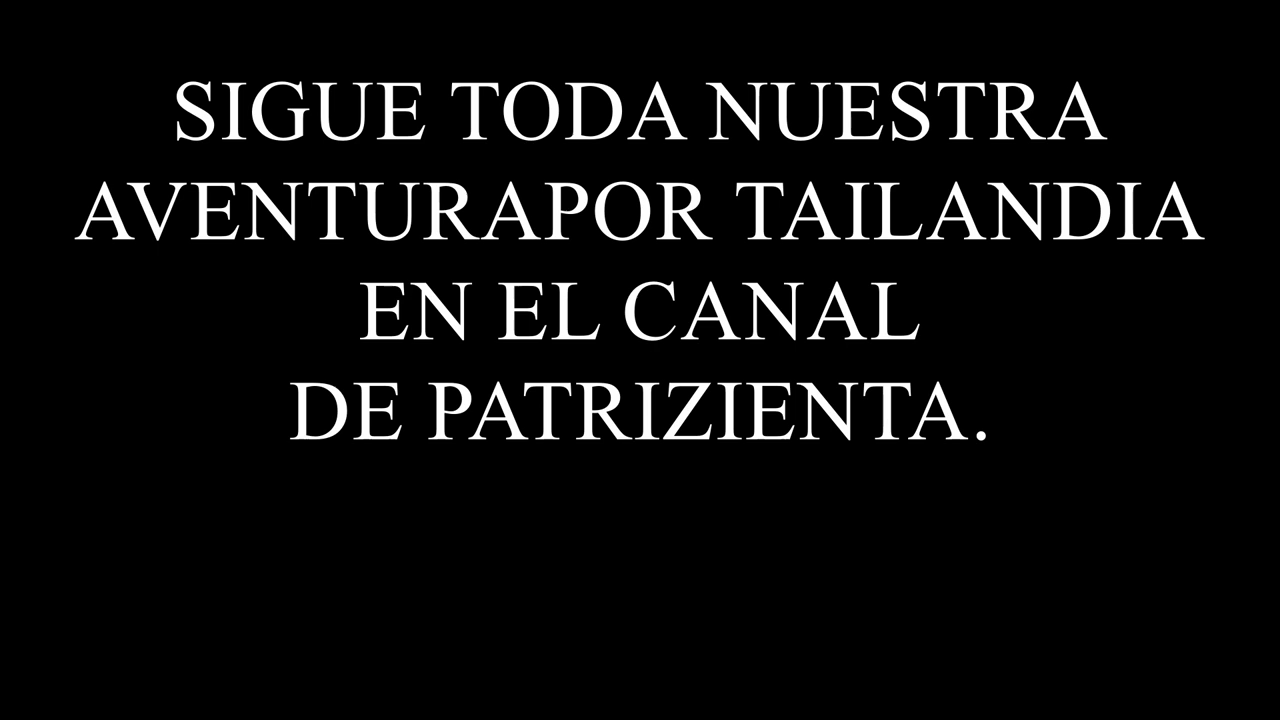 SIGUE TODA NUESTRA
AVENTURAPOR TAILANDIA
EN EL CANAL
DE PATRIZIENTA.